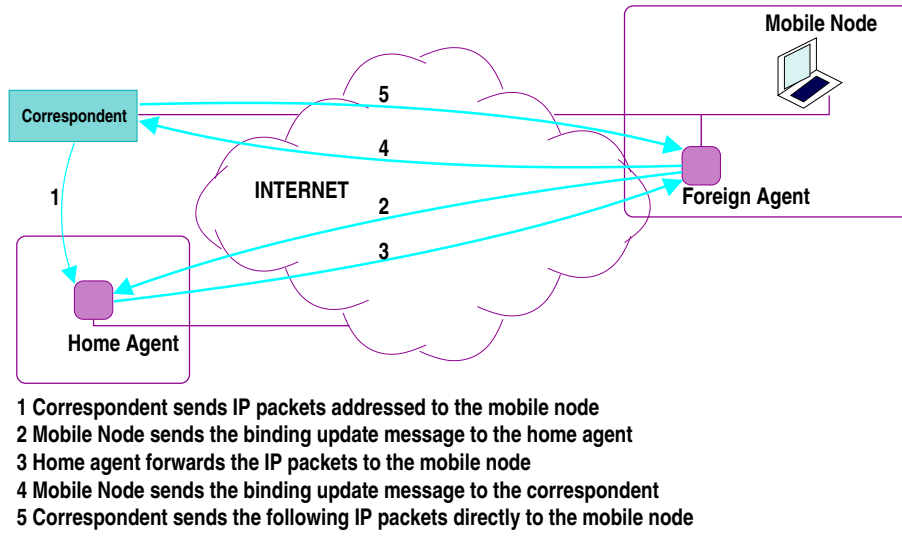 Mobile Node
5
Correspondent
4
1
INTERNET
2
Foreign Agent
3
Home Agent
1 Correspondent sends IP packets addressed to the mobile node
2 Mobile Node sends the binding update message to the home agent
3 Home agent forwards the IP packets to the mobile node
4 Mobile Node sends the binding update message to the correspondent
5 Correspondent sends the following IP packets directly to the mobile node